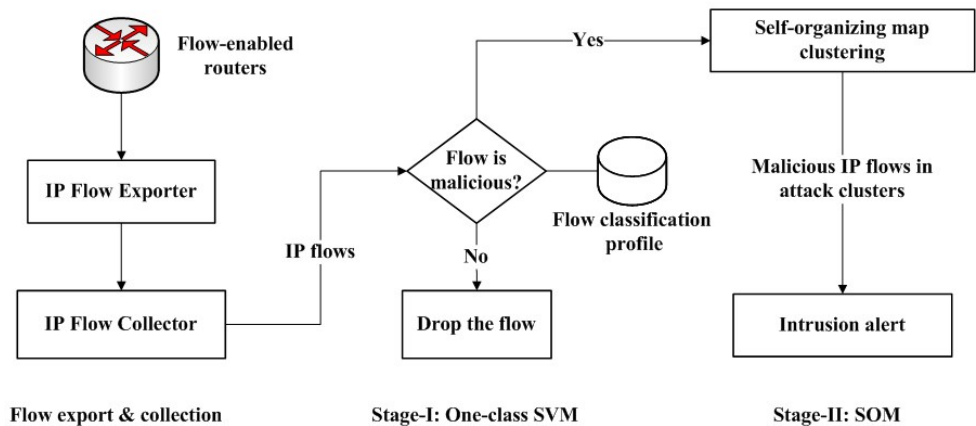 Flow-enabled
routers
IP Flow Exporter
IP Flow Collector
IP flows
Flow is
malicious?
Yes
No
Drop the flow
Flow classification
profile
Self-organizing map
clustering
Malicious IP flows in
attack clusters
Intrusion alert
Flow export & collection
Stage-I: One-class SVM
Stage-II: SOM